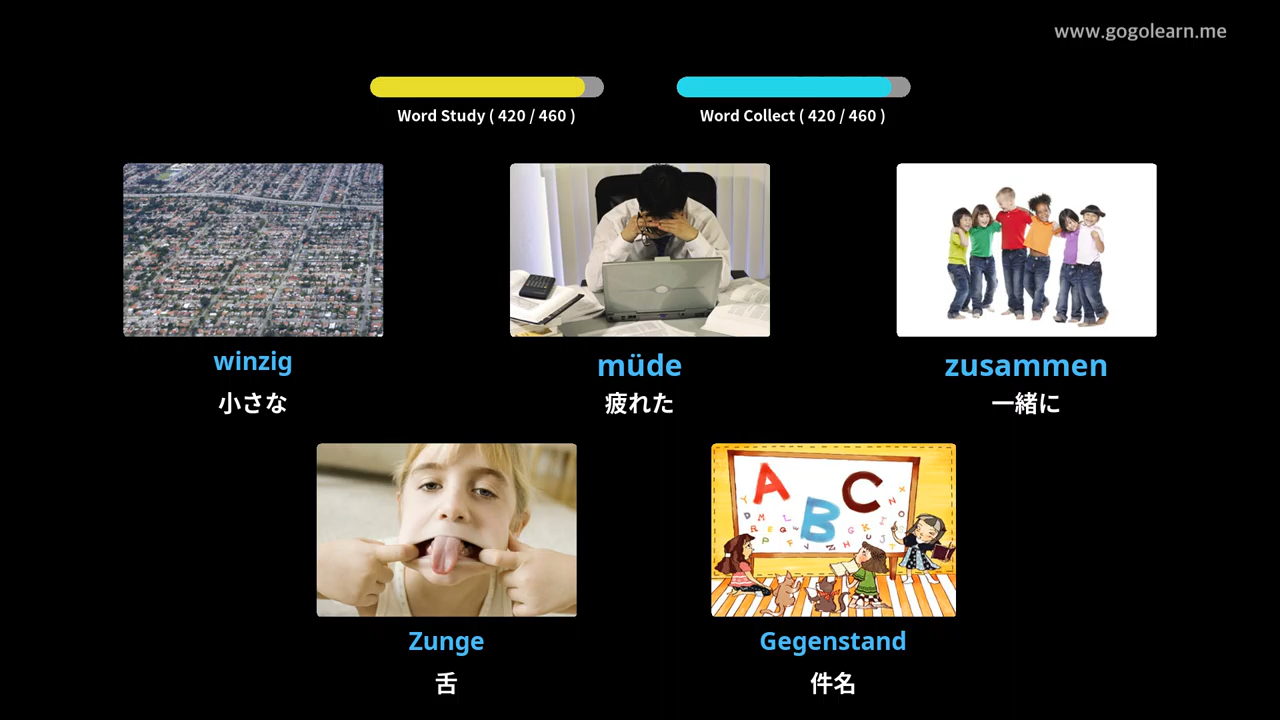 www.gogolearn.me
Word Study ( 420 / 460 )
Word Collect ( 420 / 460 )
winzig
müde
zusammen
小さな
疲れた
一緒に
A B C
Zunge
Gegenstand
舌
件名